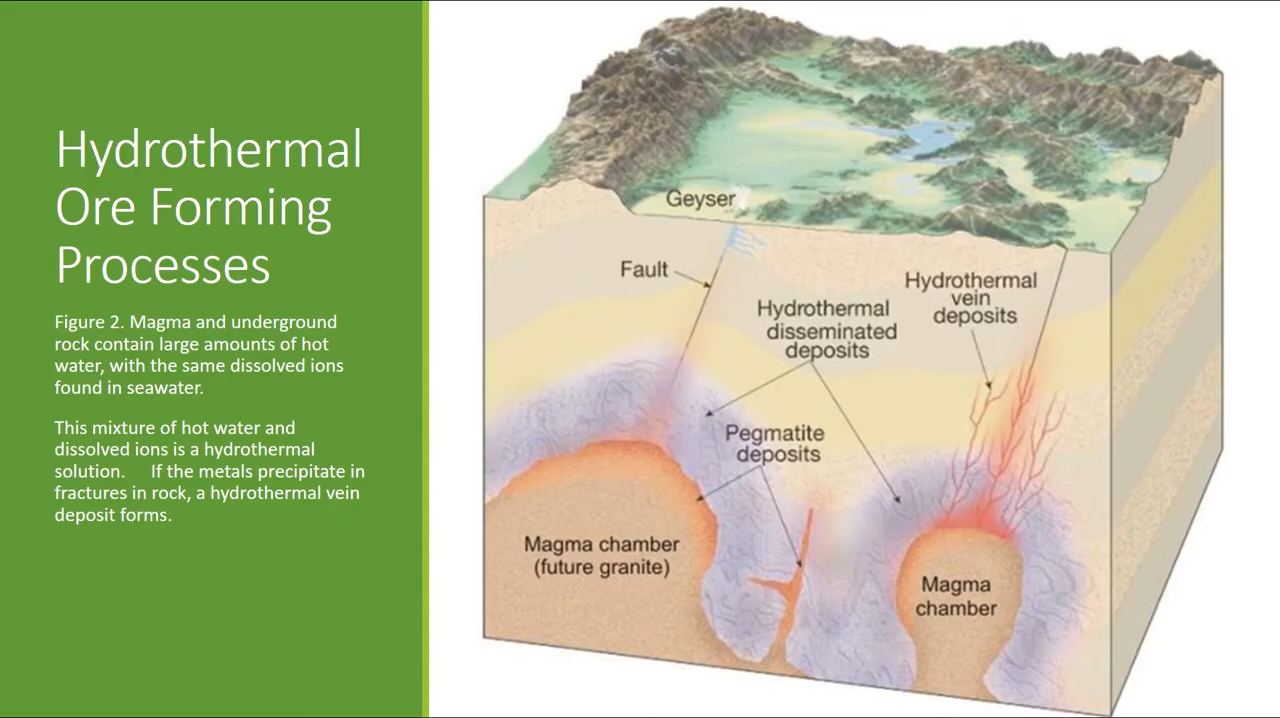 Hydrothermal
Ore Forming
Processes
Figure 2. Magma and underground
rock contain large amounts of hot
water, with the same dissolved ions
found in seawater.
This mixture of hot water and
dissolved ions is a hydrothermal
solution.     If the metals precipitate in
fractures in rock, a hydrothermal vein
deposit forms.
Geyser
Fault
Hydrothermal
vein
deposits
Hydrothermal
disseminated
deposits
Pegmatite
deposits
Magma chamber
(future granite)
Magma
chamber